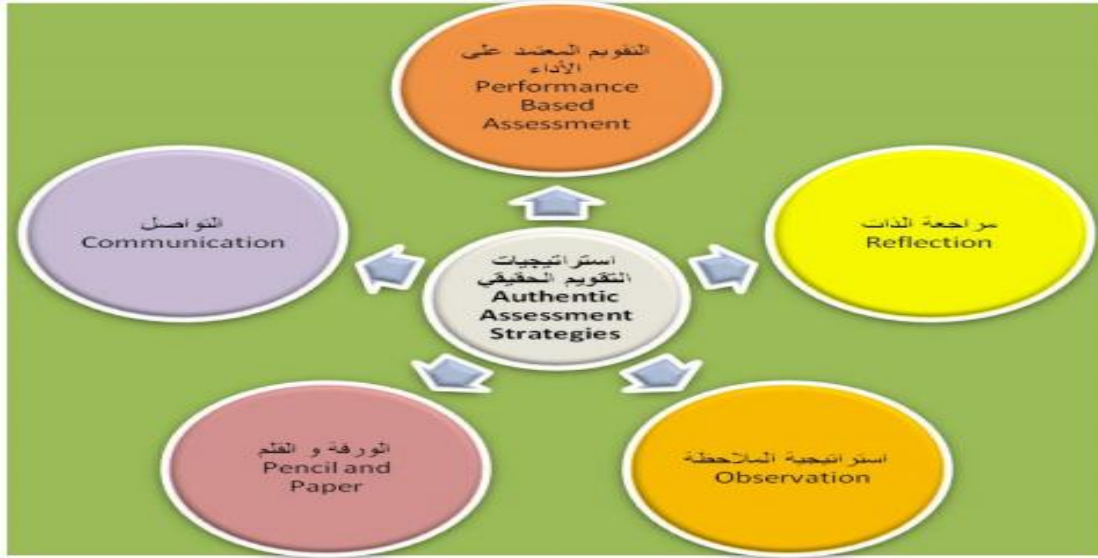 التقويم المعتمد على
الأداء
Performance
Based
Assessment
التواصل
Communication
مراجعة الذات
Reflection
استراتيجيات
التقويم الحقيقي
Authentic
Assessment
Strategies
الورقة و القلم
Pencil and
Paper
استراتيجية الملاحظة
Observation